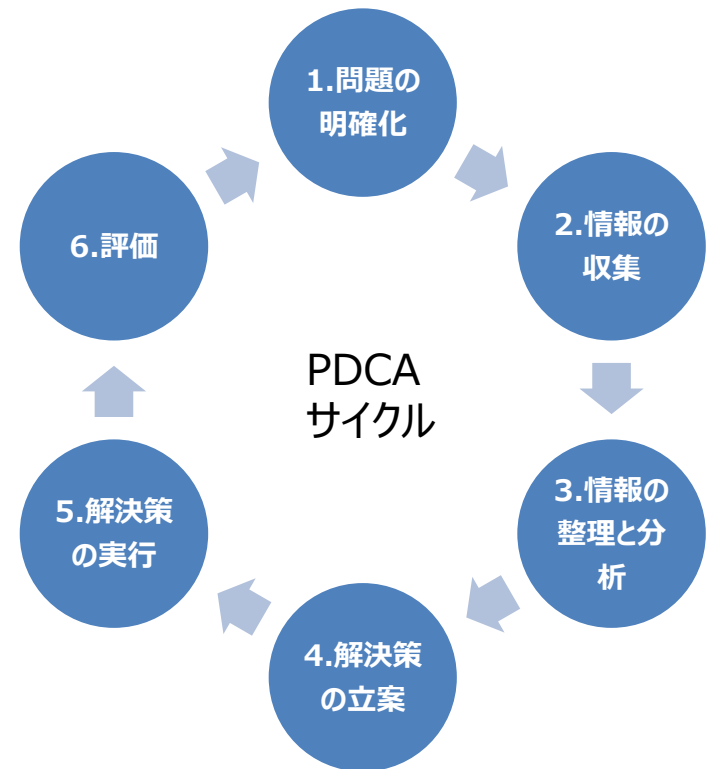 1.問題の
明確化
2.情報の
収集
3.情報の
整理と分
析
4.解決策
の立案
5.解決策
の実行
6.評価
PDCA
サイクル